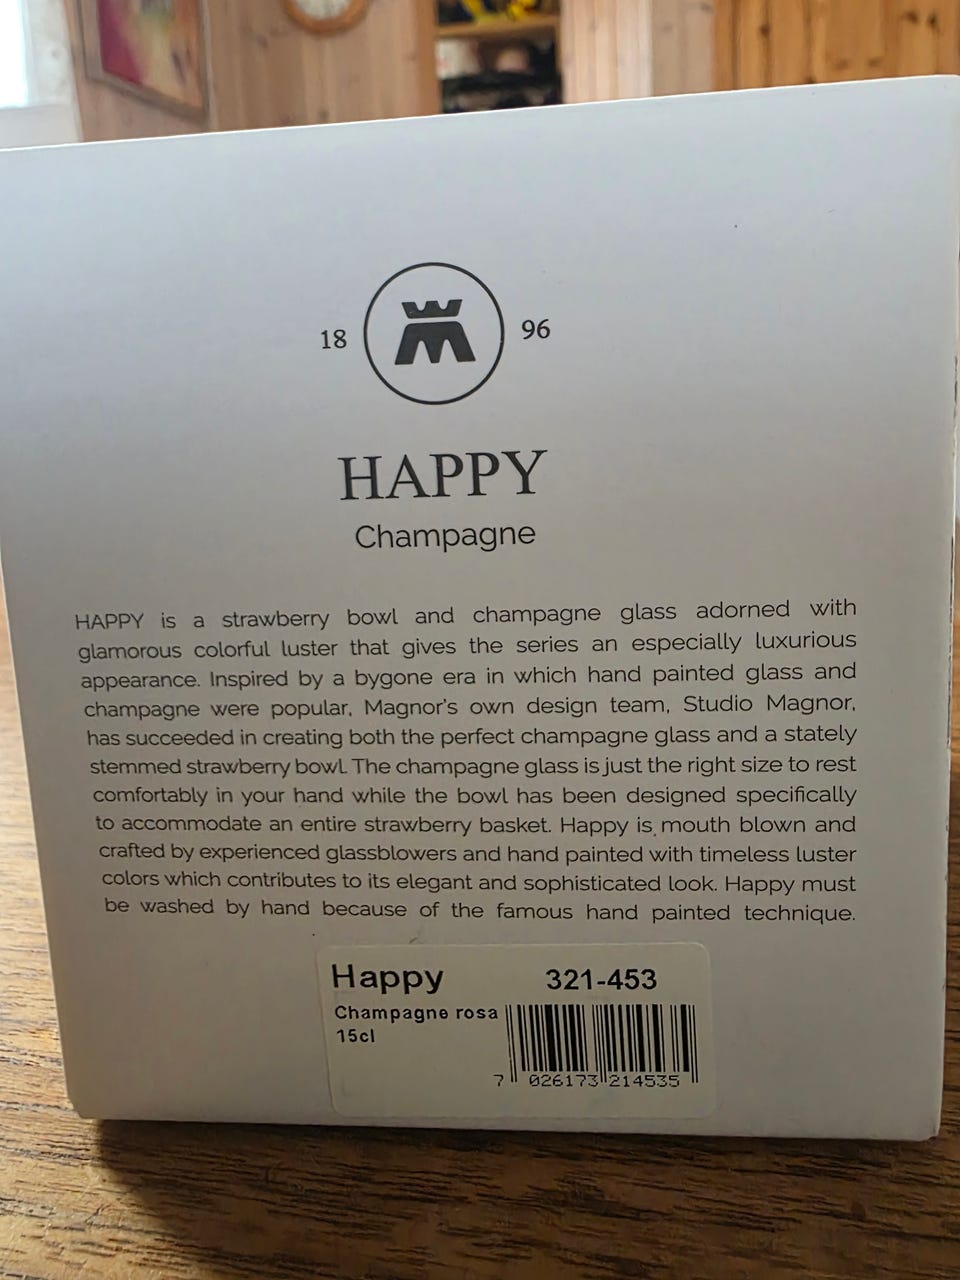 18 96
HAPPY
Champagne
HAPPY is a strawberry bowl and champagne glass adorned with
glamorous colorful luster that gives the series an especially luxurious
appearance. Inspired by a bygone era in which hand painted glass and
champagne were popular, Magnor's own design team, Studio Magnor,
has succeeded in creating both the perfect champagne glass and a stately
stemmed strawberry bowl. The champagne glass is just the right size to rest
comfortably in your hand while the bowl has been designed specifically
to accommodate an entire strawberry basket. Happy is mouth blown and
crafted by experienced glassblowers and hand painted with timeless luster
colors which contributes to its elegant and sophisticated look. Happy must
be washed by hand because of the famous hand painted technique.
Happy 321-453
Champagne rosa
15cl
7 026173 214535